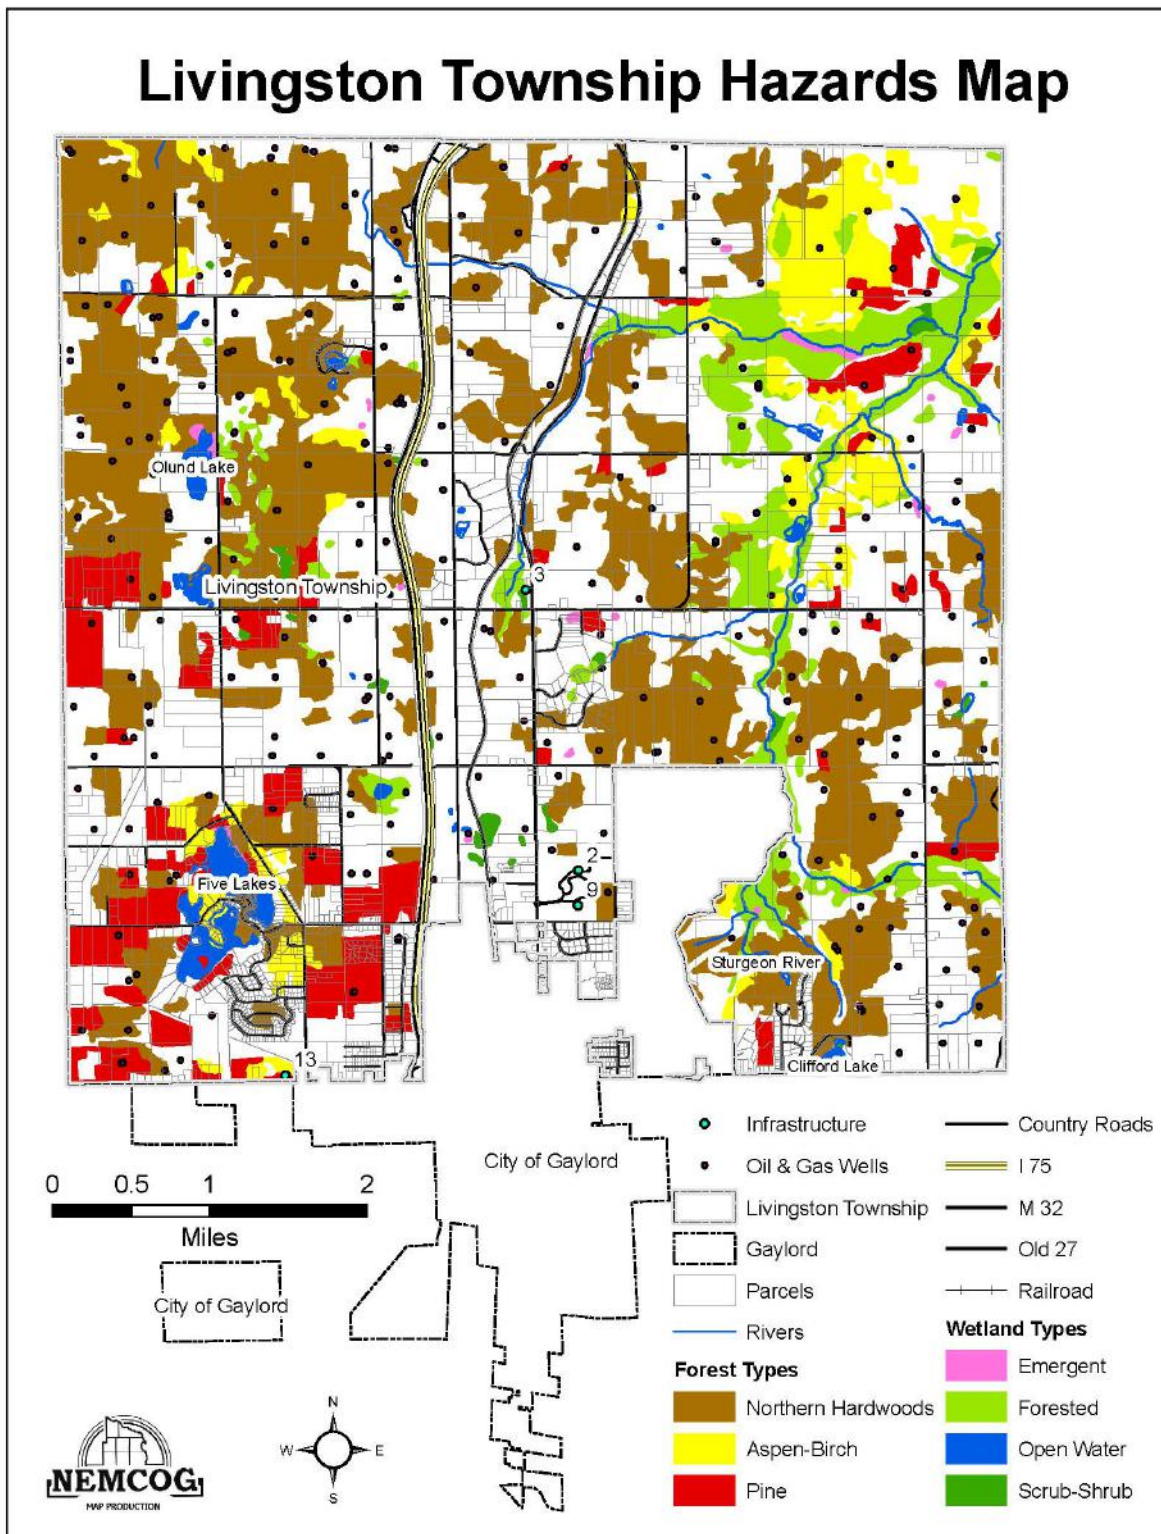 Livingston Township Hazards Map
Olund Lake
Livingston Township
3
2
9
Five Lakes
Sturgeon River
13
Clifford Lake
City of Gaylord
0 0.5 1 2
Miles
City of Gaylord
Infrastructure
Oil & Gas Wells
Livingston Township
Gaylord
Parcels
Rivers
Forest Types
Northern Hardwoods
Aspen-Birch
Pine
Country Roads
I 75
M 32
Old 27
Railroad
Wetland Types
Emergent
Forested
Open Water
Scrub-Shrub
N
W E
S
NEMCOG
MAP PRODUCTION